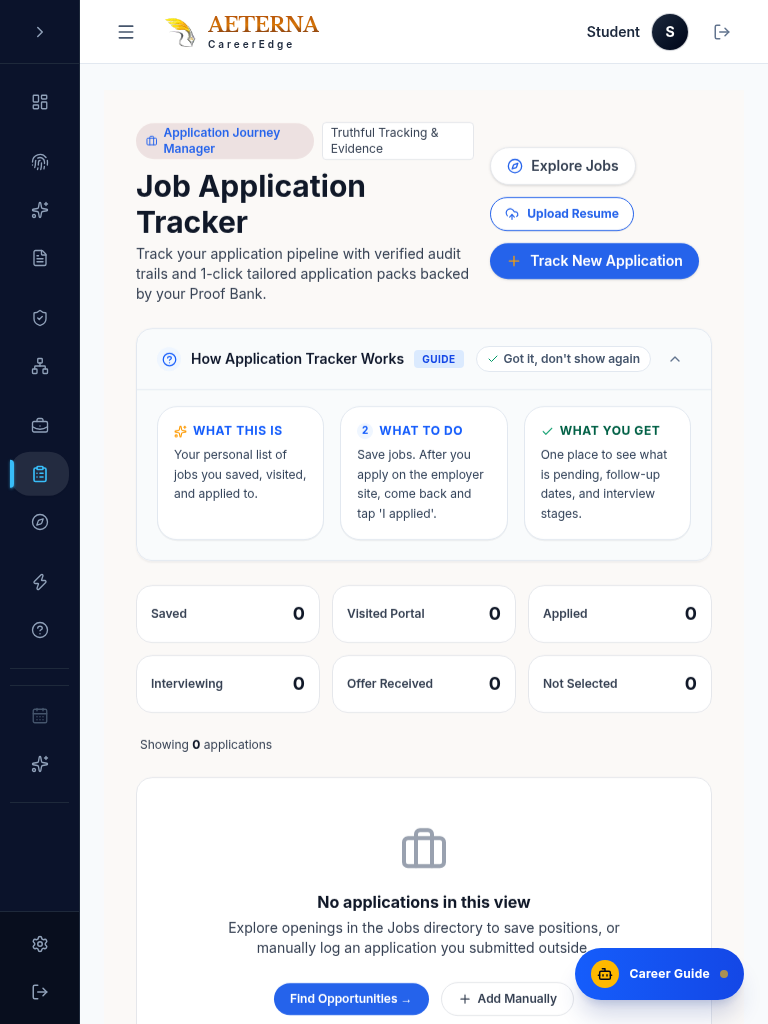 AETERNA
CareerEdge
Student
S
Application Journey
Manager
Truthful Tracking &
Evidence
Job Application
Tracker
Track your application pipeline with verified audit
trails and 1-click tailored application packs backed
by your Proof Bank.
Explore Jobs
Upload Resume
Track New Application
How Application Tracker Works
GUIDE
Got it, don't show again
WHAT THIS IS
Your personal list of
jobs you saved, visited,
and applied to.
2 WHAT TO DO
Save jobs. After you
apply on the employer
site, come back and
tap 'I applied'.
WHAT YOU GET
One place to see what
is pending, follow-up
dates, and interview
stages.
Saved 0
Visited Portal 0
Applied 0
Interviewing 0
Offer Received 0
Not Selected 0
Showing 0 applications
No applications in this view
Explore openings in the Jobs directory to save positions, or
manually log an application you submitted outside.
Find Opportunities →
Add Manually
Career Guide